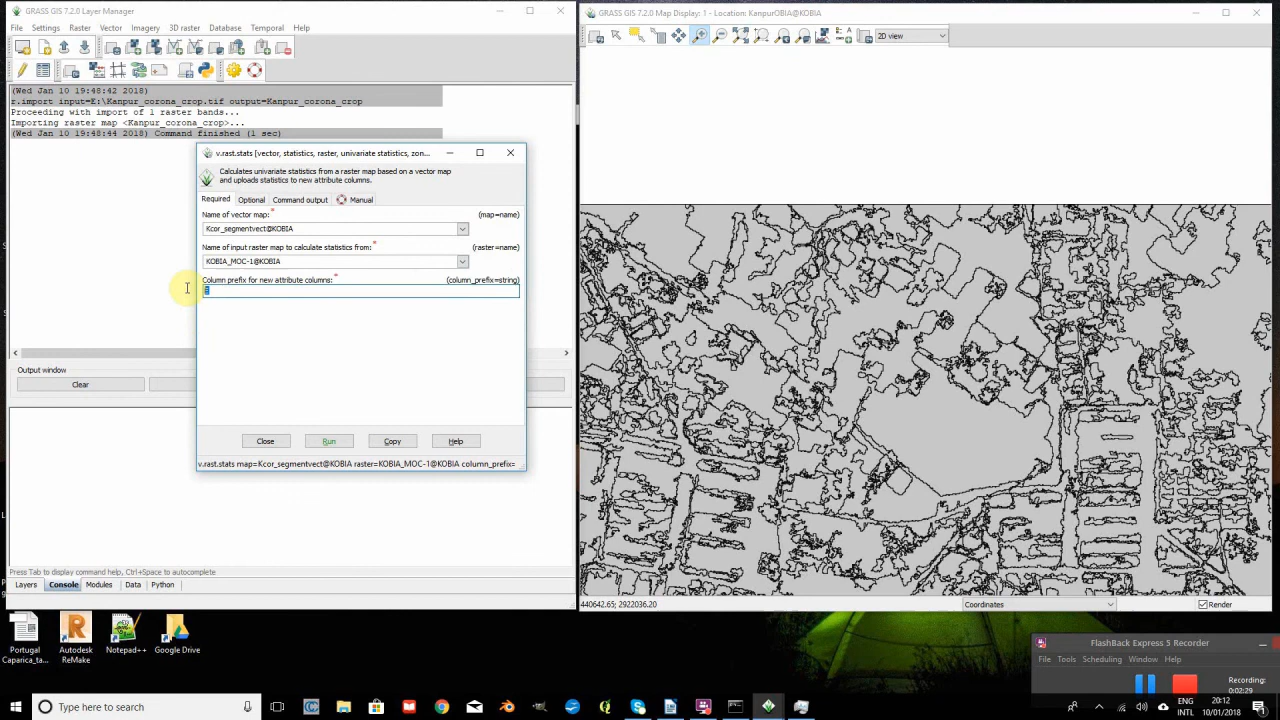 GRASS GIS 7.2.0 Layer Manager
File Settings Raster Vector Imagery 3D raster Database Temporal Help
(Wed Jan 10 19:48:42 2018)
r.import input=E:\Kanpur_corona_crop.tif output=Kanpur_corona_crop
Proceeding with import of 1 raster bands...
Importing raster map <Kanpur_corona_crop>...
(Wed Jan 10 19:48:44 2018) Command finished (1 sec)
v.rast.stats [vector, statistics, raster, univariate statistics, zon...
Calculates univariate statistics from a raster map based on a vector map
and uploads statistics to new attribute columns.
Required Optional Command output Manual
Name of vector map: * (map=name)
Kcor_segmentvect@KOBIA
Name of input raster map to calculate statistics from: * (raster=name)
KOBIA_MOC-1@KOBIA
Column prefix for new attribute columns: * (column_prefix=string)
Close Run Copy Help
v.rast.stats map=Kcor_segmentvect@KOBIA raster=KOBIA_MOC-1@KOBIA column_prefix=
Output window
Clear
Press Tab to display command help, Ctrl+Space to autocomplete
Layers Console Modules Data Python
GRASS GIS 7.2.0 Map Display: 1 - Location: KanpurOBIA@KOBIA
2D view
440642.65; 2922036.20
Coordinates
Render
Portugal
Caparica_ta...
Autodesk
ReMake
Notepad++
Google Drive
FlashBack Express 5 Recorder
File Tools Scheduling Window Help
Recording:
0:02:29
Type here to search
ENG
INTL
20:12
10/01/2018